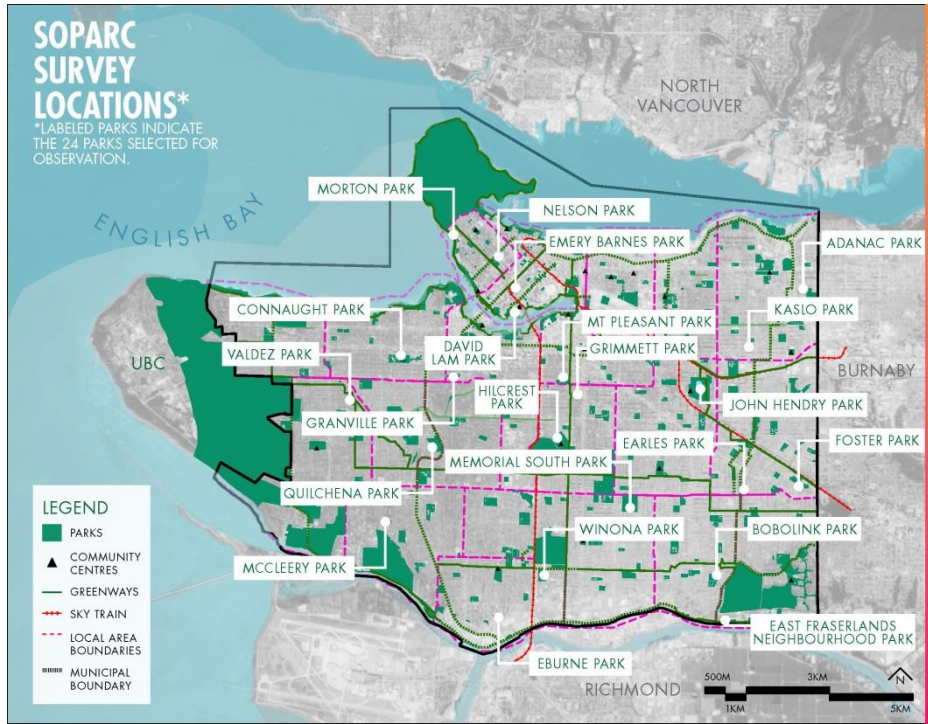 SOPARC
SURVEY
LOCATIONS*
*LABELED PARKS INDICATE
THE 24 PARKS SELECTED FOR
OBSERVATION.
NORTH
VANCOUVER
ENGLISH BAY
MORTON PARK
NELSON PARK
EMERY BARNES PARK
ADANAC PARK
CONNAUGHT PARK
MT PLEASANT PARK
KASLO PARK
DAVID
LAM PARK
GRIMMETT PARK
VALDEZ PARK
UBC
BURNABY
HILCREST
PARK
JOHN HENDRY PARK
GRANVILLE PARK
EARLES PARK
FOSTER PARK
MEMORIAL SOUTH PARK
QUILCHENA PARK
WINONA PARK
BOBOLINK PARK
MCCLEERY PARK
EAST FRASERLANDS
NEIGHBOURHOOD PARK
EBURNE PARK
RICHMOND
LEGEND
PARKS
COMMUNITY
CENTRES
GREENWAYS
SKY TRAIN
LOCAL AREA
BOUNDARIES
MUNICIPAL
BOUNDARY
N
500M
3KM
1KM
5KM